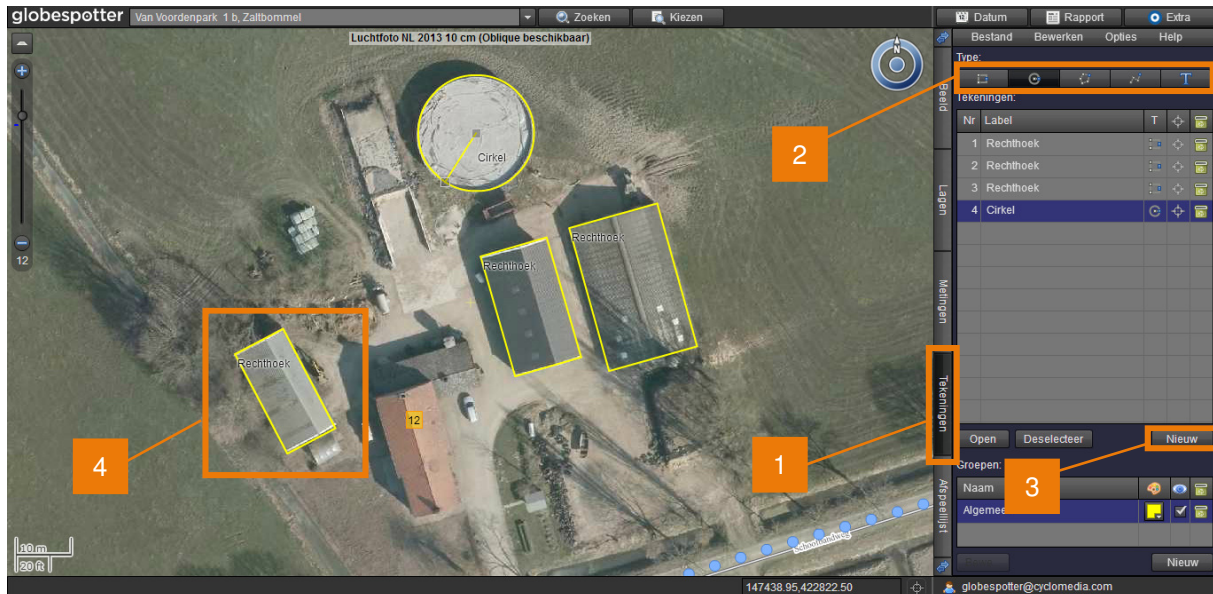 globespotter
Van Voordenpark 1 b, Zaltbommel
Zoeken
Kiezen
Datum
Rapport
Extra
Luchtfoto NL 2013 10 cm (Oblique beschikbaar)
N
12
10 m
20 ft
Cirkel
Rechthoek
Rechthoek
Rechthoek
12
Schoofbandweg
4
1
2
3
Beeld
Lagen
Metingen
Tekeningen
Afspeellijst
Bestand Bewerken Opties Help
Type:
T
Tekeningen:
Nr Label T
1 Rechthoek
2 Rechthoek
3 Rechthoek
4 Cirkel
Open Deselecteer Nieuw
Groepen:
Naam
Nieuw
147438.95,422822.50
globespotter@cyclomedia.com